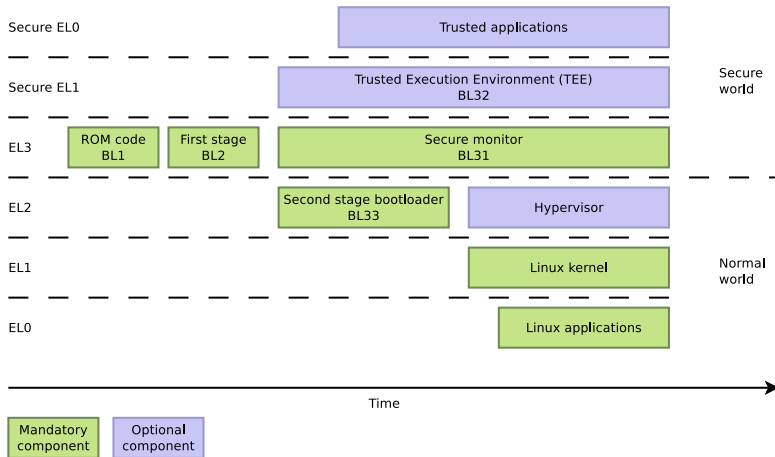 Secure EL0
Trusted applications
Secure EL1
Trusted Execution Environment (TEE)
BL32
Secure
world
EL3
ROM code
BL1
First stage
BL2
Secure monitor
BL31
EL2
Second stage bootloader
BL33
Hypervisor
EL1
Linux kernel
Normal
world
EL0
Linux applications
Time
Mandatory
component
Optional
component